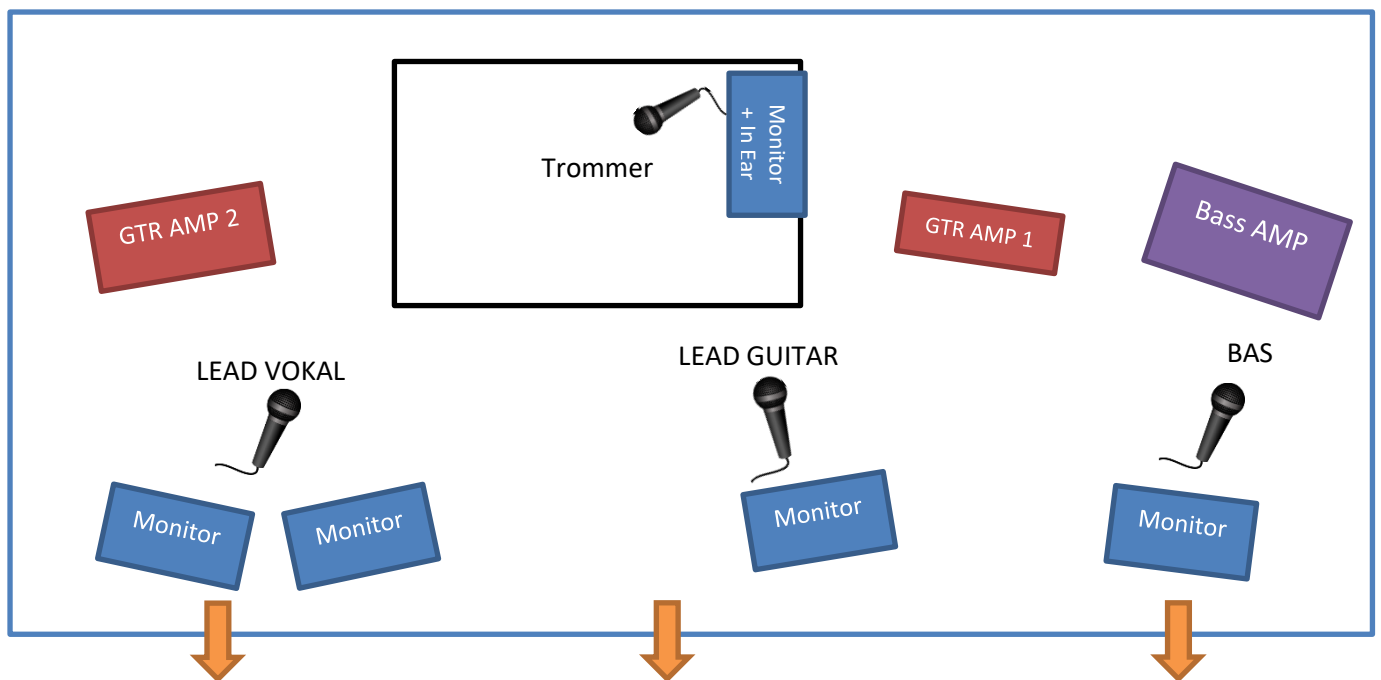 Monitor
+ In Ear
Trommer
GTR AMP 2
GTR AMP 1
Bass AMP
LEAD VOKAL
LEAD GUITAR
BAS
Monitor
Monitor
Monitor
Monitor